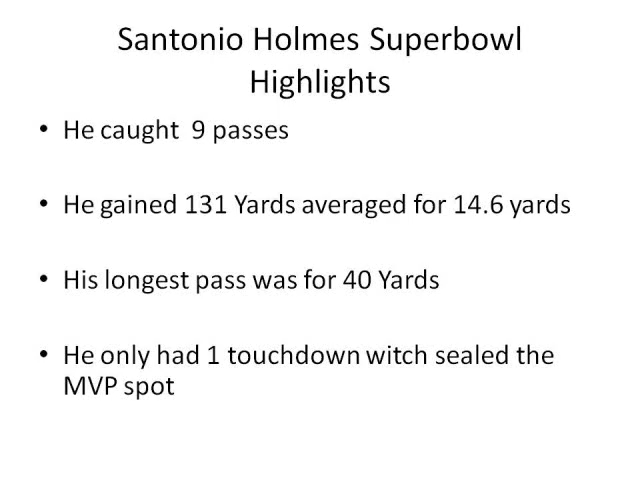 Santonio Holmes Superbowl
Highlights
• He caught  9 passes
• He gained 131 Yards averaged for 14.6 yards
• His longest pass was for 40 Yards
• He only had 1 touchdown witch sealed the
MVP spot